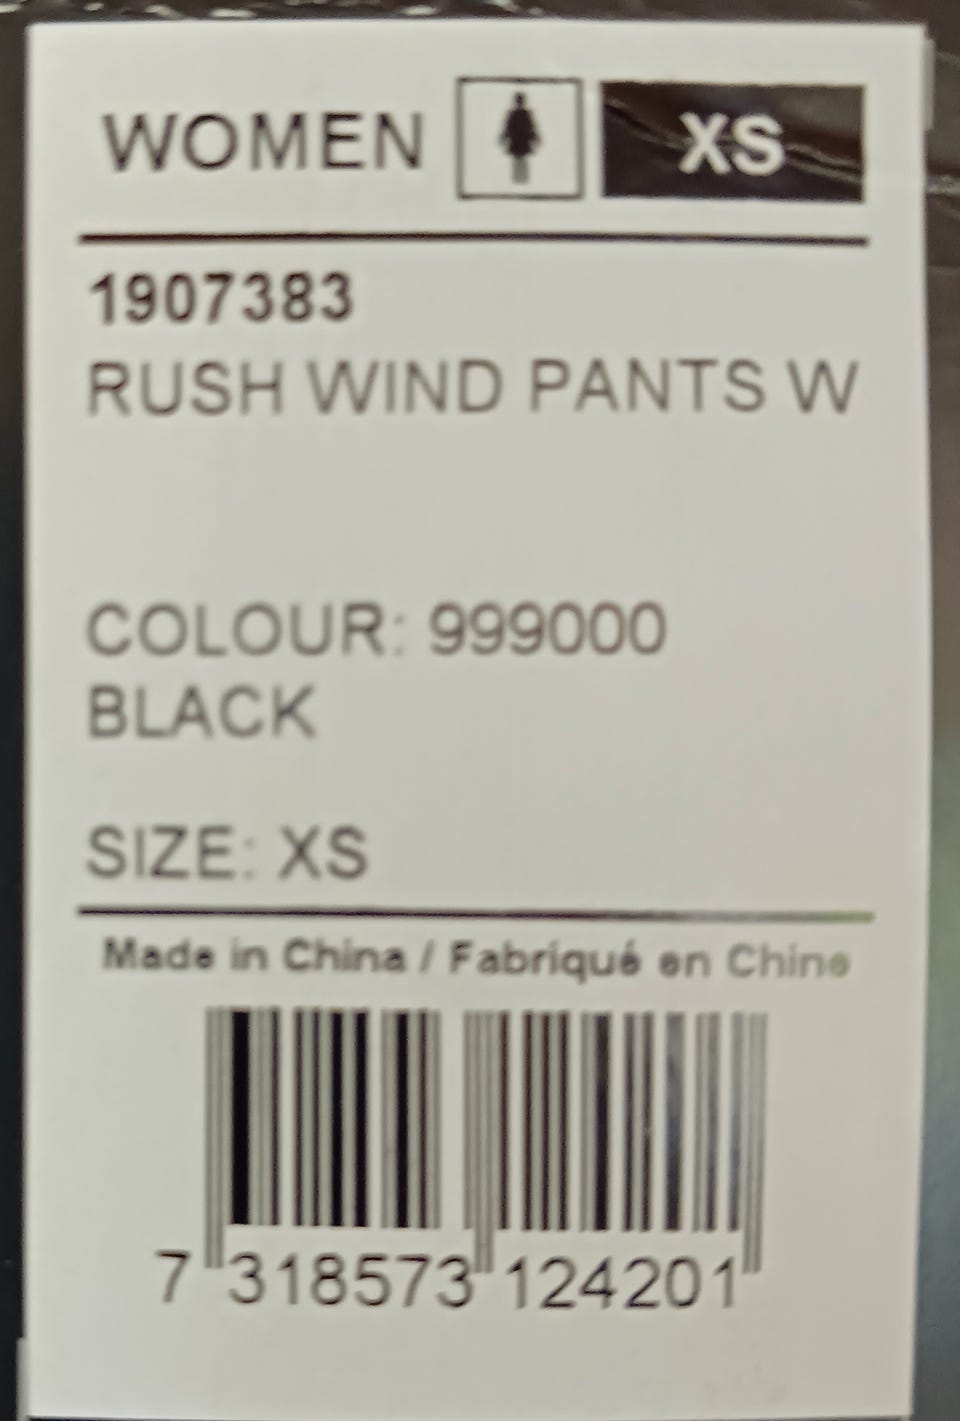 WOMEN XS
1907383
RUSH WIND PANTS W
COLOUR: 999000
BLACK
SIZE: XS
Made in China / Fabriqué en Chine
7 318573 124201